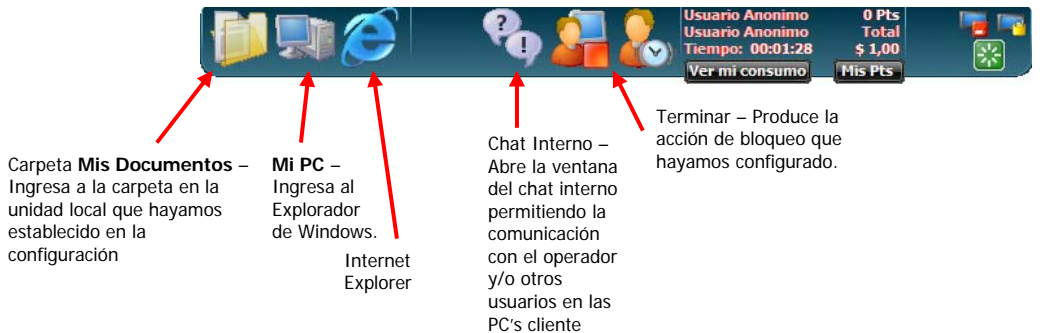 ?
!
Usuario Anonimo 0 Pts
Usuario Anonimo Total
Tiempo: 00:01:28 $ 1,00
Ver mi consumo Mis Pts
Carpeta Mis Documentos –
Ingresa a la carpeta en la
unidad local que hayamos
establecido en la
configuración
Mi PC –
Ingresa al
Explorador
de Windows.
Internet
Explorer
Chat Interno –
Abre la ventana
del chat interno
permitiendo la
comunicación
con el operador
y/o otros
usuarios en las
PC's cliente
Terminar – Produce la
acción de bloqueo que
hayamos configurado.